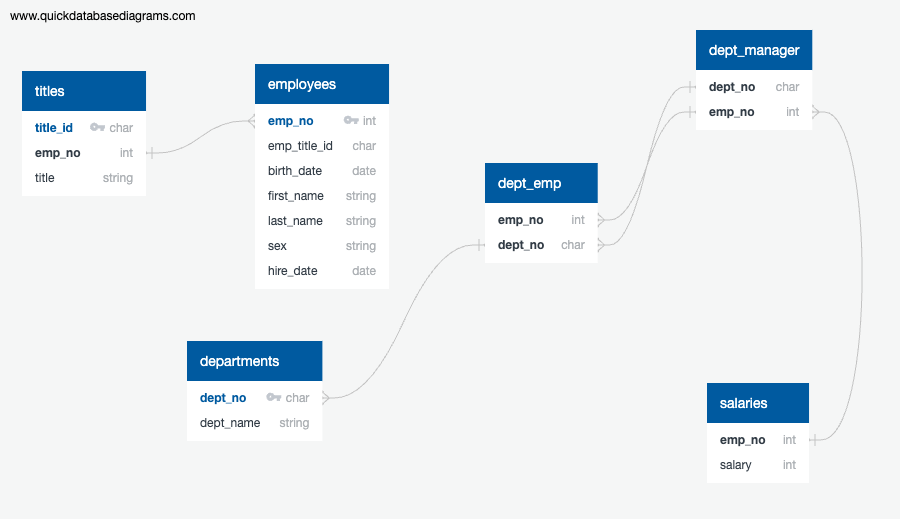 www.quickdatabasediagrams.com
titles
title_id char
emp_no int
title string
employees
emp_no int
emp_title_id char
birth_date date
first_name string
last_name string
sex string
hire_date date
dept_manager
dept_no char
emp_no int
dept_emp
emp_no int
dept_no char
departments
dept_no char
dept_name string
salaries
emp_no int
salary int